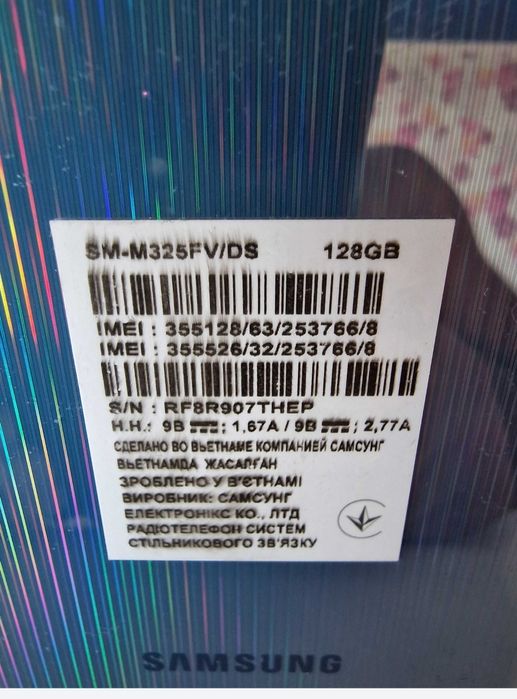 SM-M325FV/DS 128GB
IMEI : 355128/63/253766/8
IMEI : 355526/32/253766/8
S/N : RF8R907THEP
H.H.: 9В ; 1,67A / 9В ; 2,77A
СДЕЛАНО ВО ВЬЕТНАМЕ КОМПАНИЕЙ САМСУНГ
ВЬЕТНАМДА ЖАСАЛҒАН
ЗРОБЛЕНО У В'ЄТНАМІ
ВИРОБНИК: САМСУНГ
ЕЛЕКТРОНІКС КО., ЛТД
РАДІОТЕЛЕФОН СИСТЕМ
СТІЛЬНИКОВОГО ЗВ'ЯЗКУ
SAMSUNG